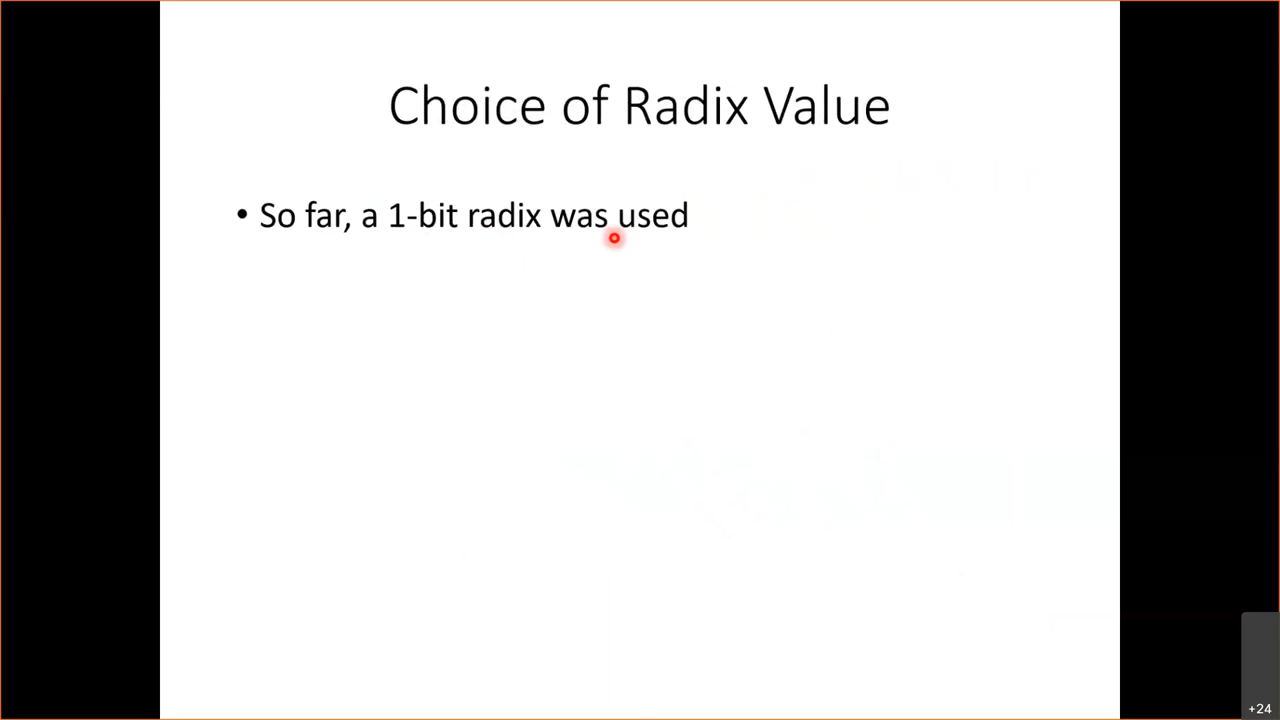 Choice of Radix Value
• So far, a 1-bit radix was used
+24